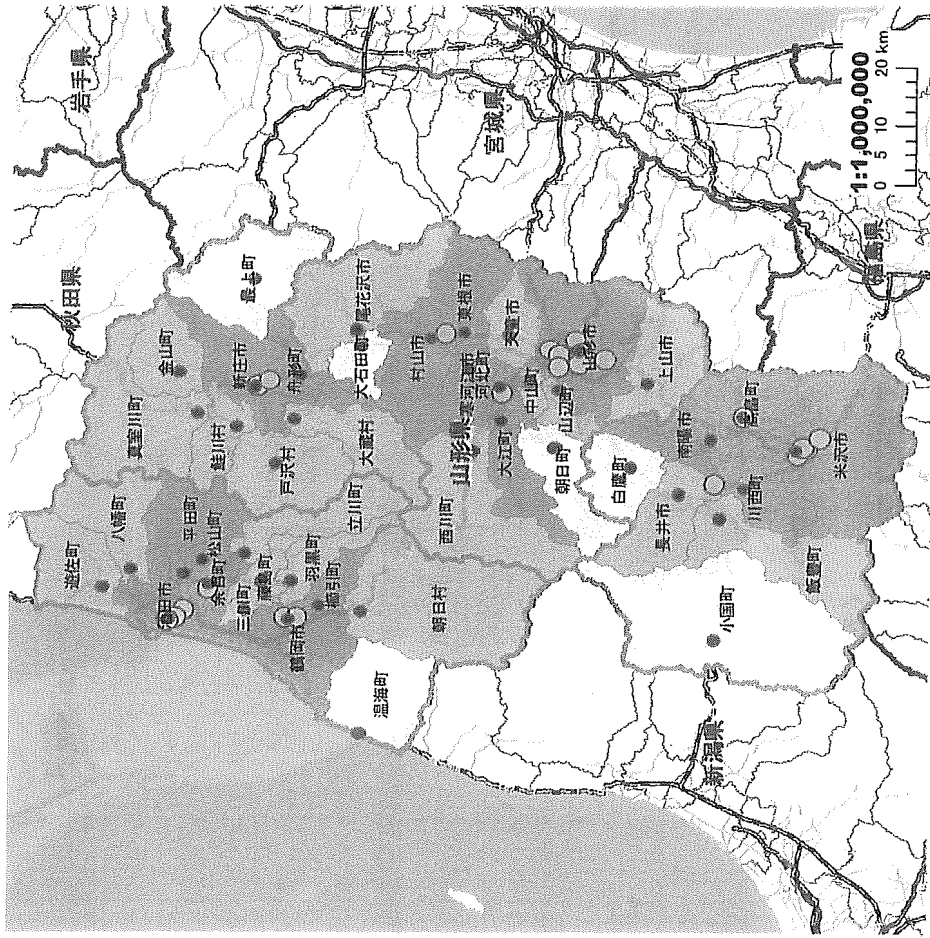 秋田県
岩手県
遊佐町
八幡町
真室川町
金山町
平田町
松山町
酒田市
余目町
鮭川村
新庄市
舟形町
最上町
三川町
藤島町
羽黒町
立川町
戸沢村
大蔵村
鶴岡市
櫛引町
大石田町
尾花沢市
温海町
朝日村
西川町
山形県
寒河江市
河北町
村山市
東根市
宮城県
大江町
中山町
天童市
朝日町
山辺町
山形市
白鷹町
上山市
長井市
南陽市
高畠町
小国町
川西町
飯豊町
米沢市
新潟県
福島県
1:1,000,000
0 5 10 20 km